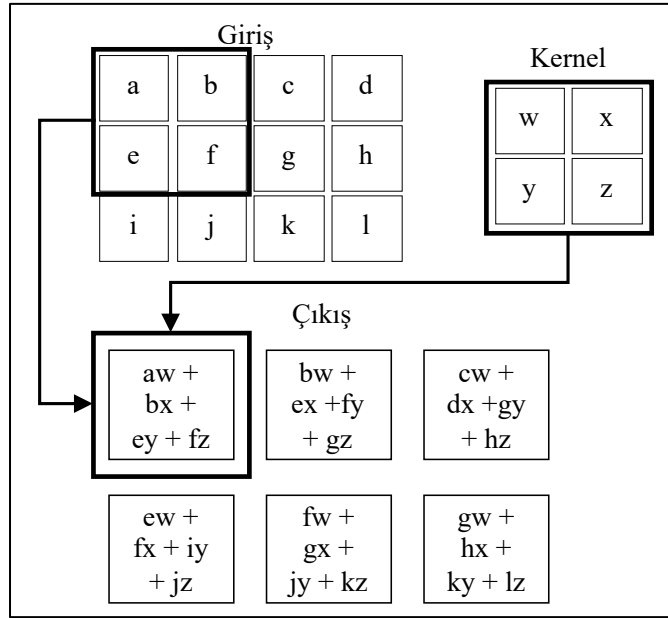 Giriş
Kernel
a b c d
w x
e f g h
y z
i j k l
Çıkış
aw +
bx +
ey + fz
bw +
ex +fy
+ gz
cw +
dx +gy
+ hz
ew +
fx + iy
+ jz
fw +
gx +
jy + kz
gw +
hx +
ky + lz